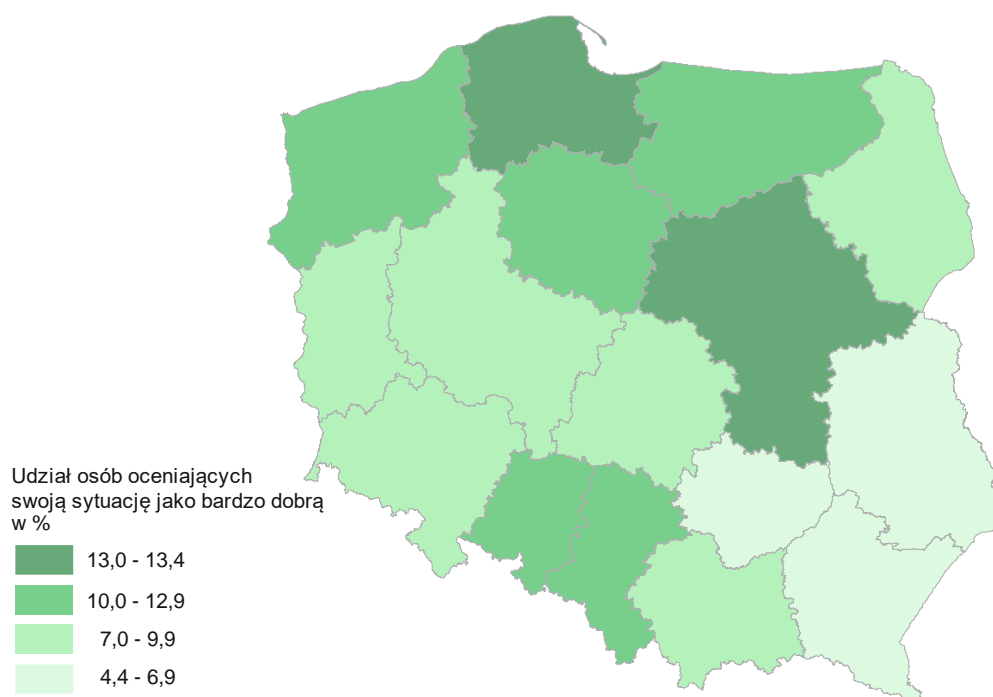 Udział osób oceniających
swoją sytuację jako bardzo dobrą
w %
13,0 - 13,4
10,0 - 12,9
7,0 - 9,9
4,4 - 6,9